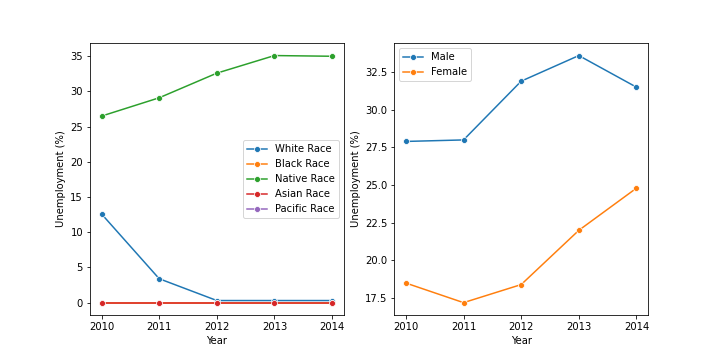 35
30
25
20
15
10
5
0
Unemployment (%)
White Race
Black Race
Native Race
Asian Race
Pacific Race
2010 2011 2012 2013 2014
Year
32.5
30.0
27.5
25.0
22.5
20.0
17.5
Unemployment (%)
Male
Female
2010 2011 2012 2013 2014
Year